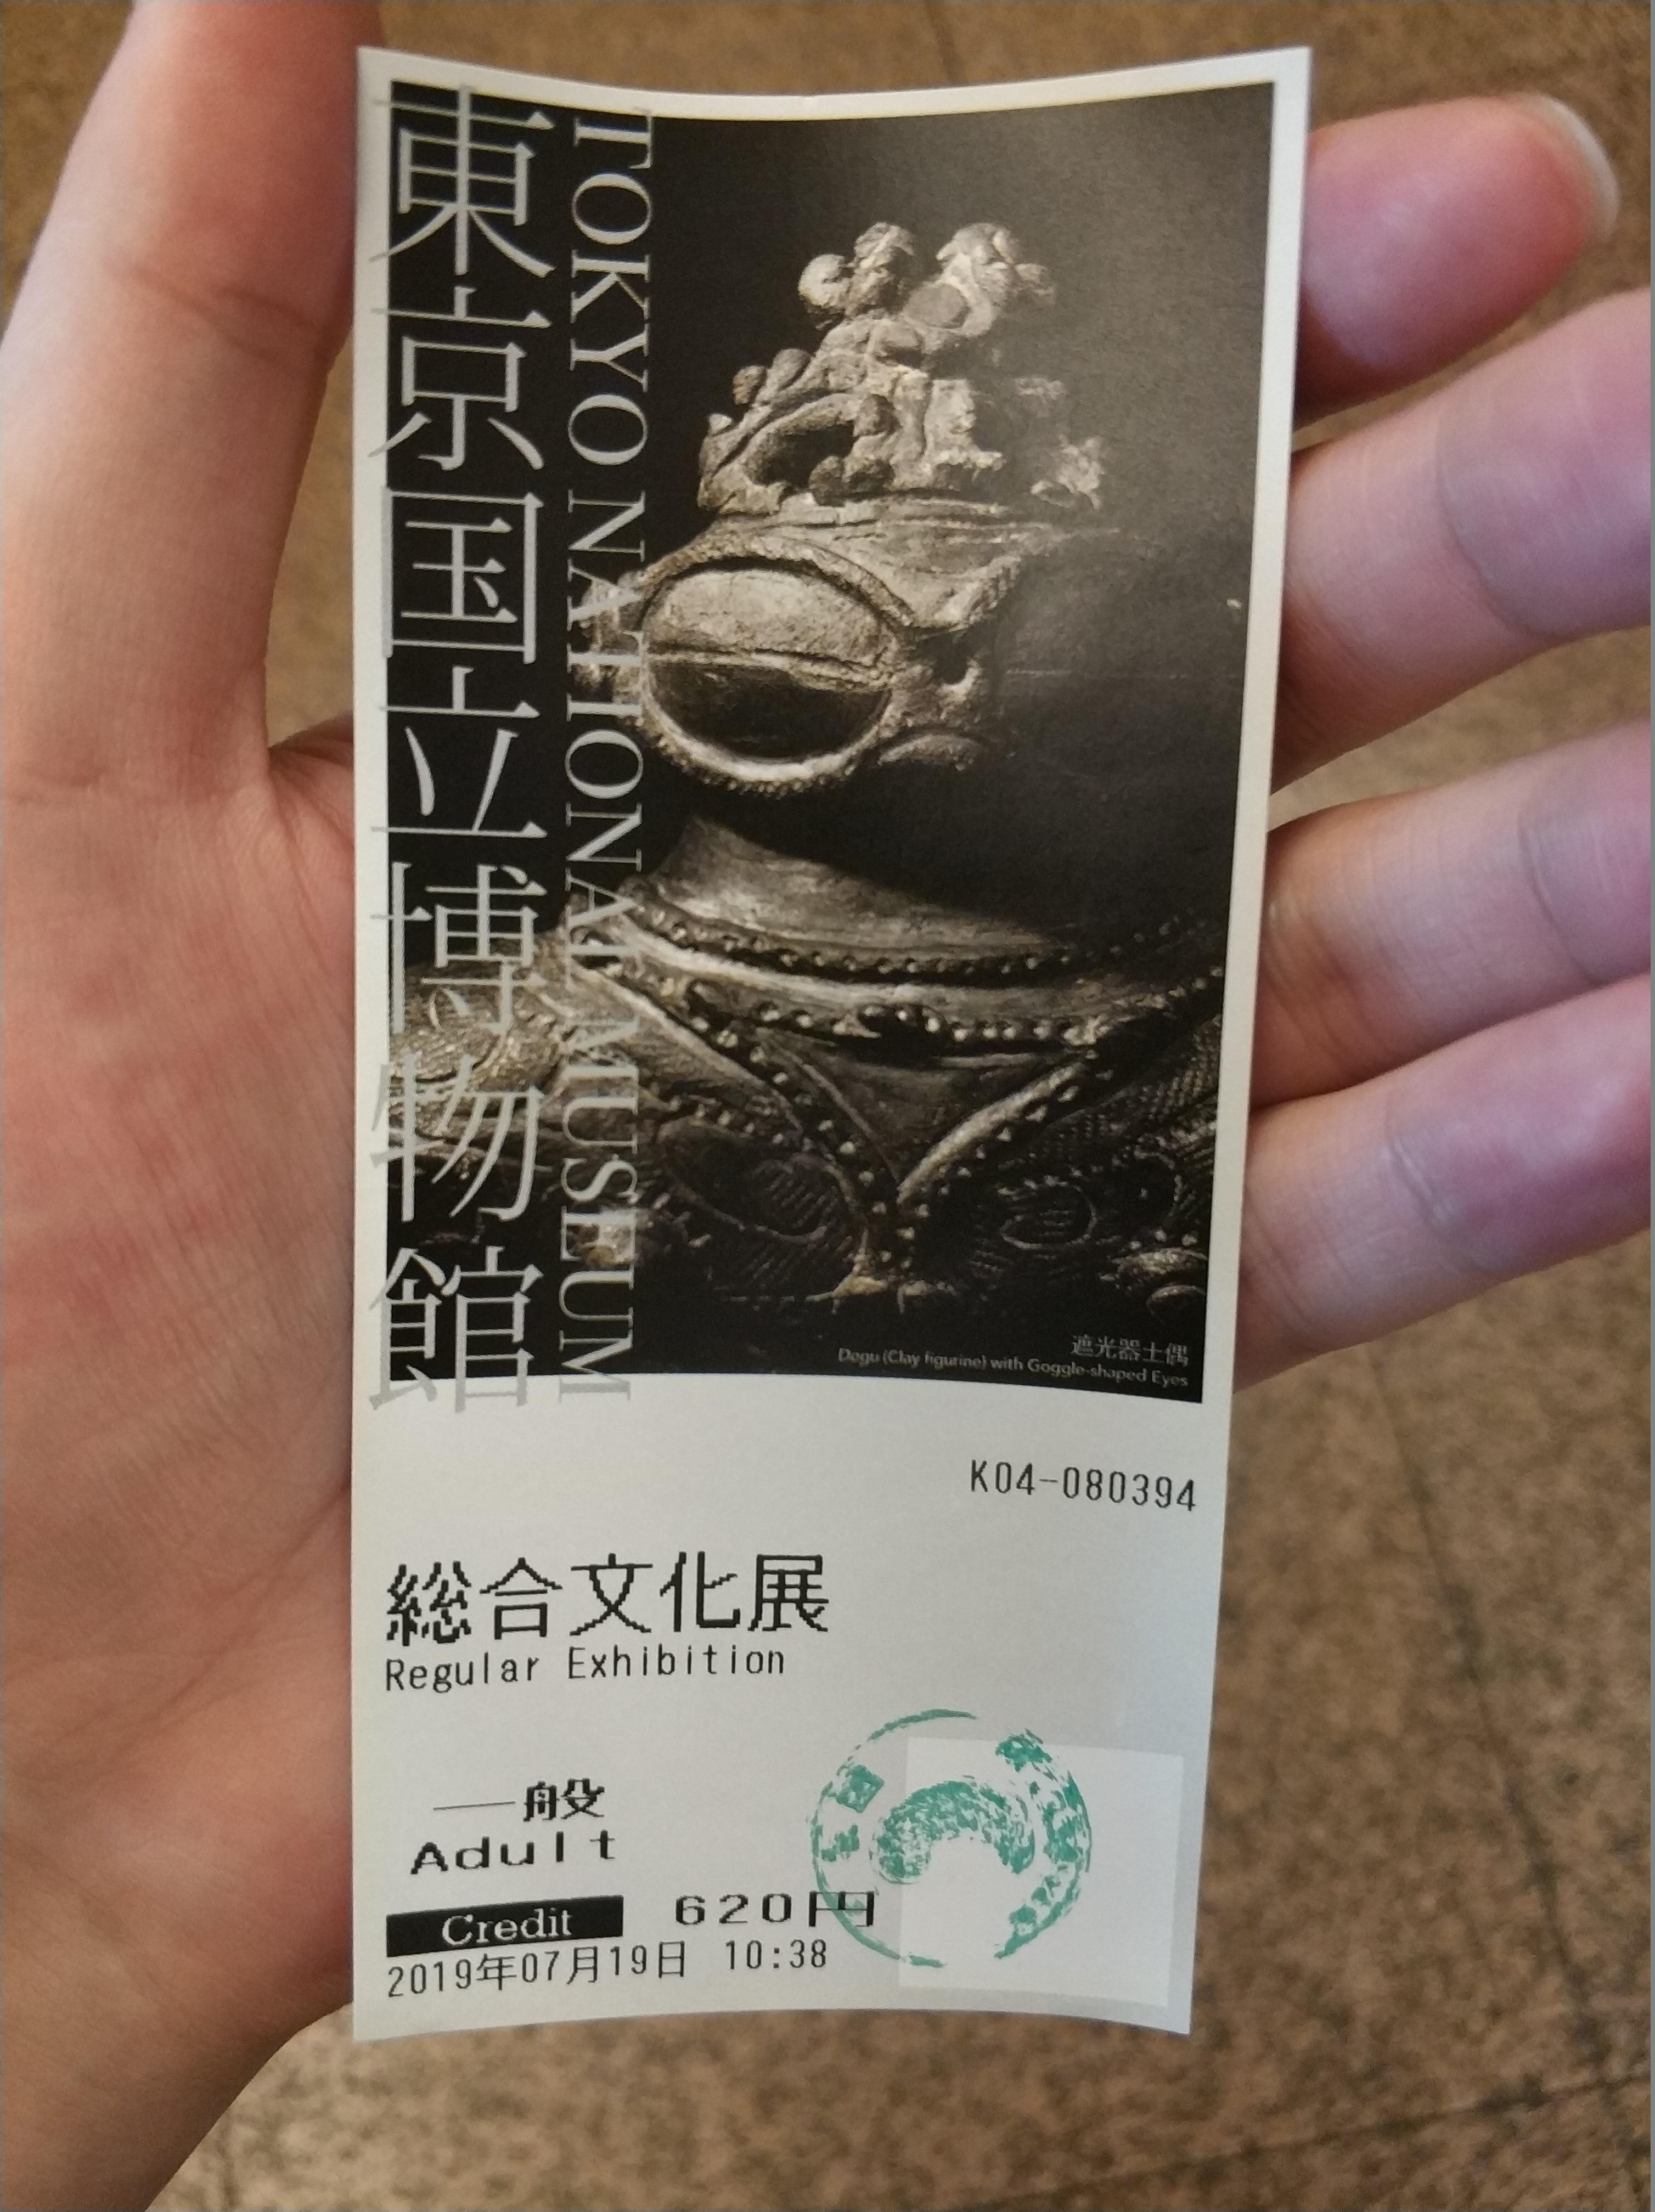 東京国立博物館
TOKYO NATIONAL MUSEUM
遮光器土偶
Dogu (Clay figurine) with Goggle-shaped Eyes
K04-080394
総合文化展
Regular Exhibition
一般
Adult
Credit 620円
2019年07月19日 10:38